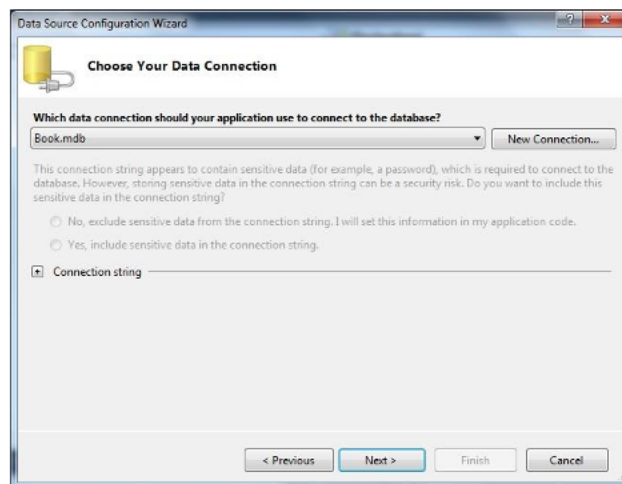 Data Source Configuration Wizard
Choose Your Data Connection
Which data connection should your application use to connect to the database?
Book.mdb
New Connection...
This connection string appears to contain sensitive data (for example, a password), which is required to connect to the
database. However, storing sensitive data in the connection string can be a security risk. Do you want to include this
sensitive data in the connection string?
No, exclude sensitive data from the connection string. I will set this information in my application code.
Yes, include sensitive data in the connection string.
Connection string
< Previous
Next >
Finish
Cancel